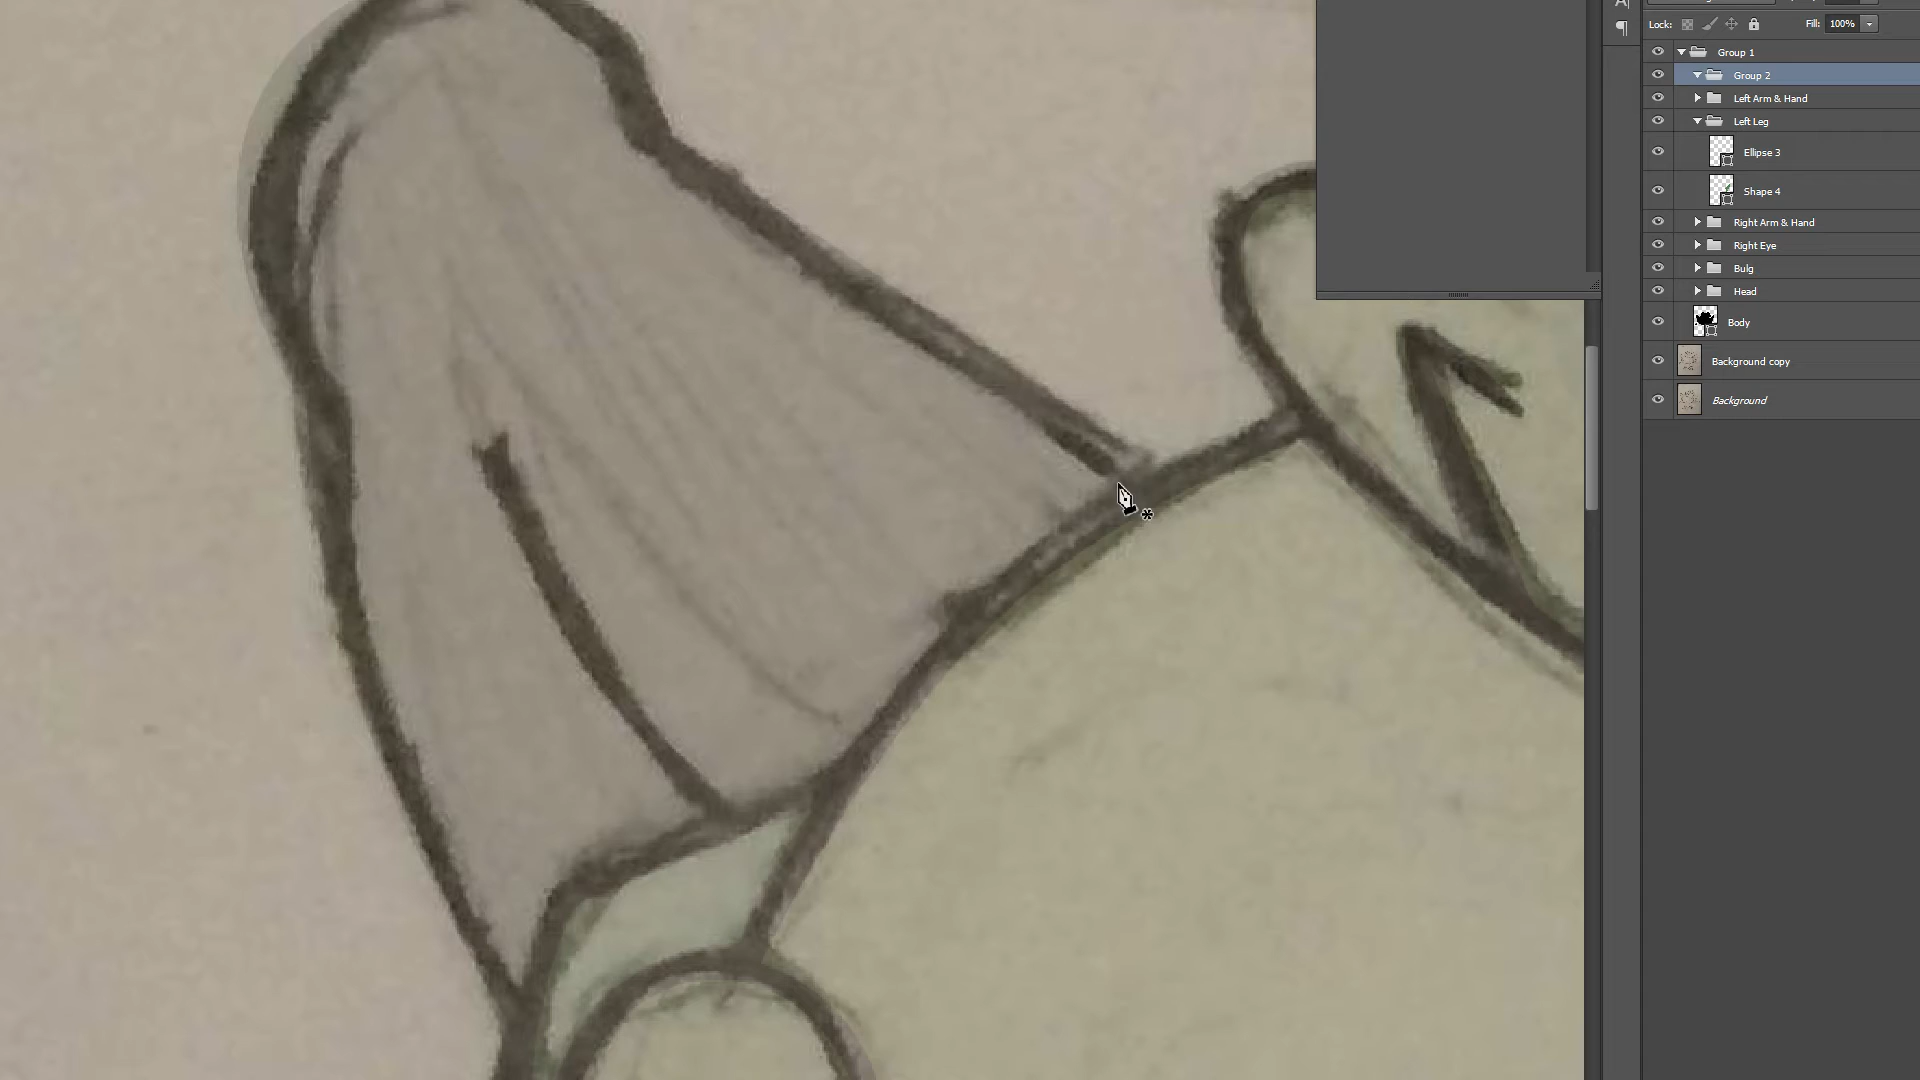 Lock:
Fill: 100%
Group 1
Group 2
Left Arm & Hand
Left Leg
Ellipse 3
Shape 4
Right Arm & Hand
Right Eye
Bulg
Head
Body
Background copy
Background